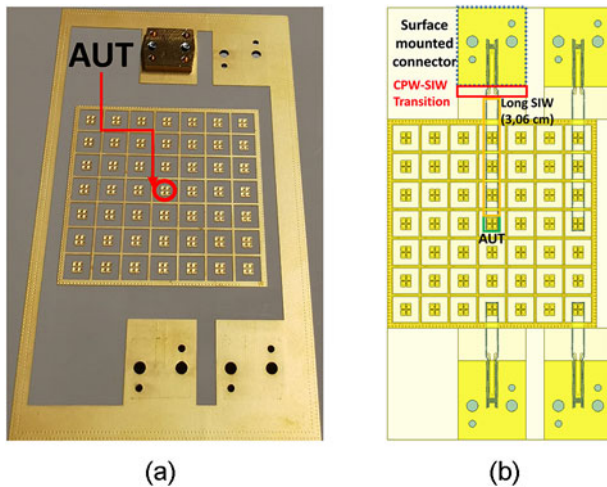 AUT
Surface
mounted
connector
CPW-SIW
Transition
Long SIW
(3,06 cm)
AUT
(a)
(b)